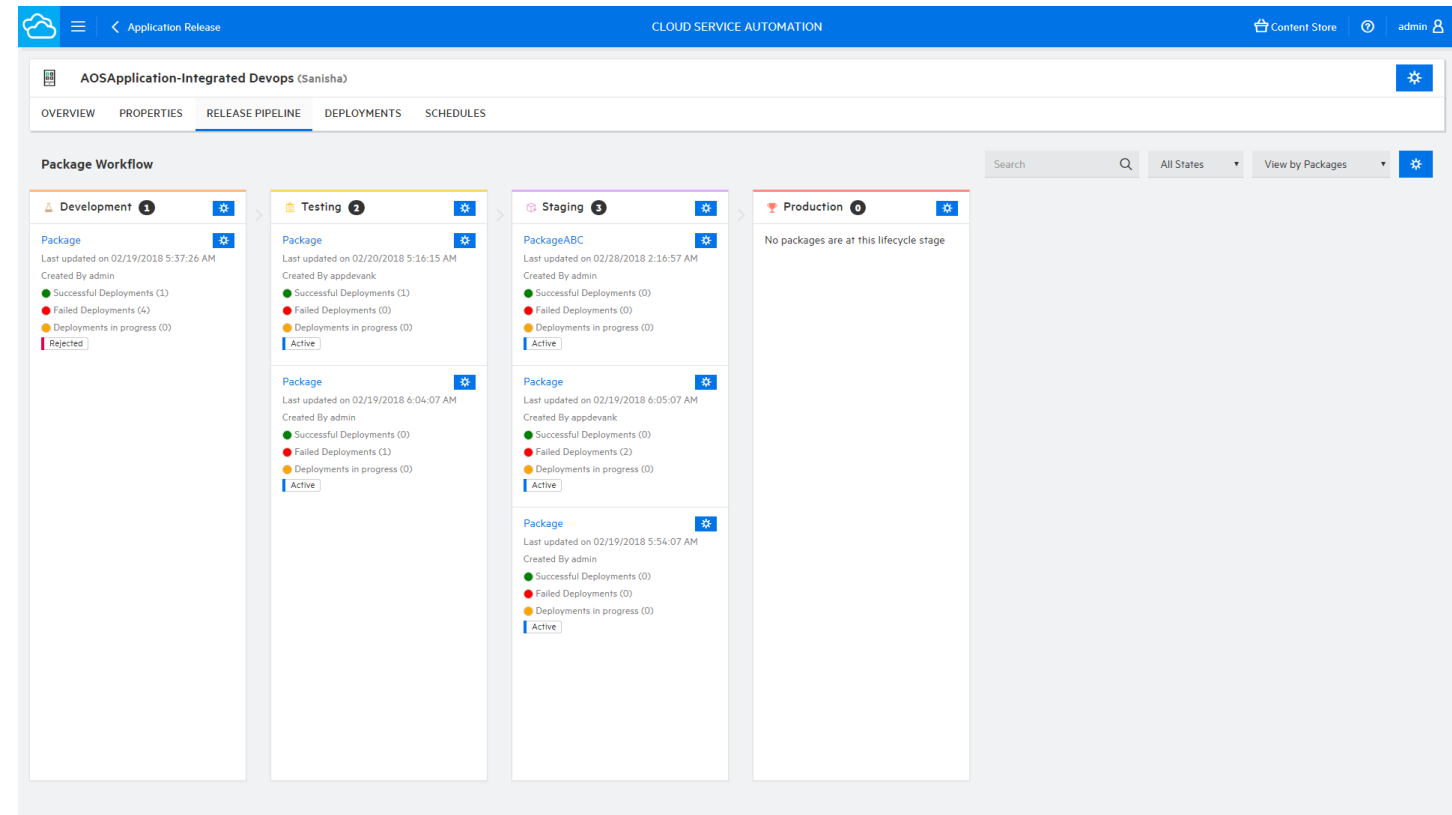 Application Release
CLOUD SERVICE AUTOMATION
Content Store
?
admin
AOSApplication-Integrated Devops (Sanisha)
OVERVIEW PROPERTIES RELEASE PIPELINE DEPLOYMENTS SCHEDULES
Package Workflow
Search
All States
View by Packages
Development 1
Package
Last updated on 02/19/2018 5:37:26 AM
Created By admin
Successful Deployments (1)
Failed Deployments (4)
Deployments in progress (0)
Rejected
Testing 2
Package
Last updated on 02/20/2018 5:16:15 AM
Created By appdevank
Successful Deployments (1)
Failed Deployments (0)
Deployments in progress (0)
Active
Package
Last updated on 02/19/2018 6:04:07 AM
Created By admin
Successful Deployments (0)
Failed Deployments (1)
Deployments in progress (0)
Active
Staging 3
PackageABC
Last updated on 02/28/2018 2:16:57 AM
Created By admin
Successful Deployments (0)
Failed Deployments (0)
Deployments in progress (0)
Active
Package
Last updated on 02/19/2018 6:05:07 AM
Created By appdevank
Successful Deployments (0)
Failed Deployments (2)
Deployments in progress (0)
Active
Package
Last updated on 02/19/2018 5:54:07 AM
Created By admin
Successful Deployments (0)
Failed Deployments (0)
Deployments in progress (0)
Active
Production 0
No packages are at this lifecycle stage